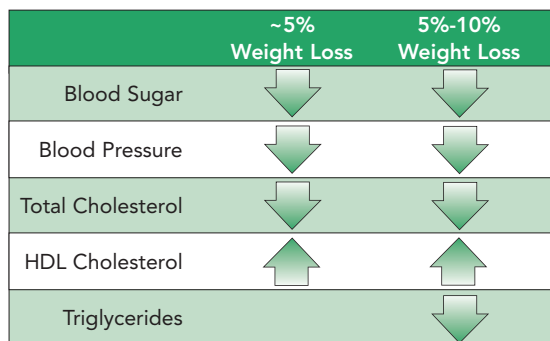 ~5% 5%-10%
Weight Loss Weight Loss
Blood Sugar
Blood Pressure
Total Cholesterol
HDL Cholesterol
Triglycerides